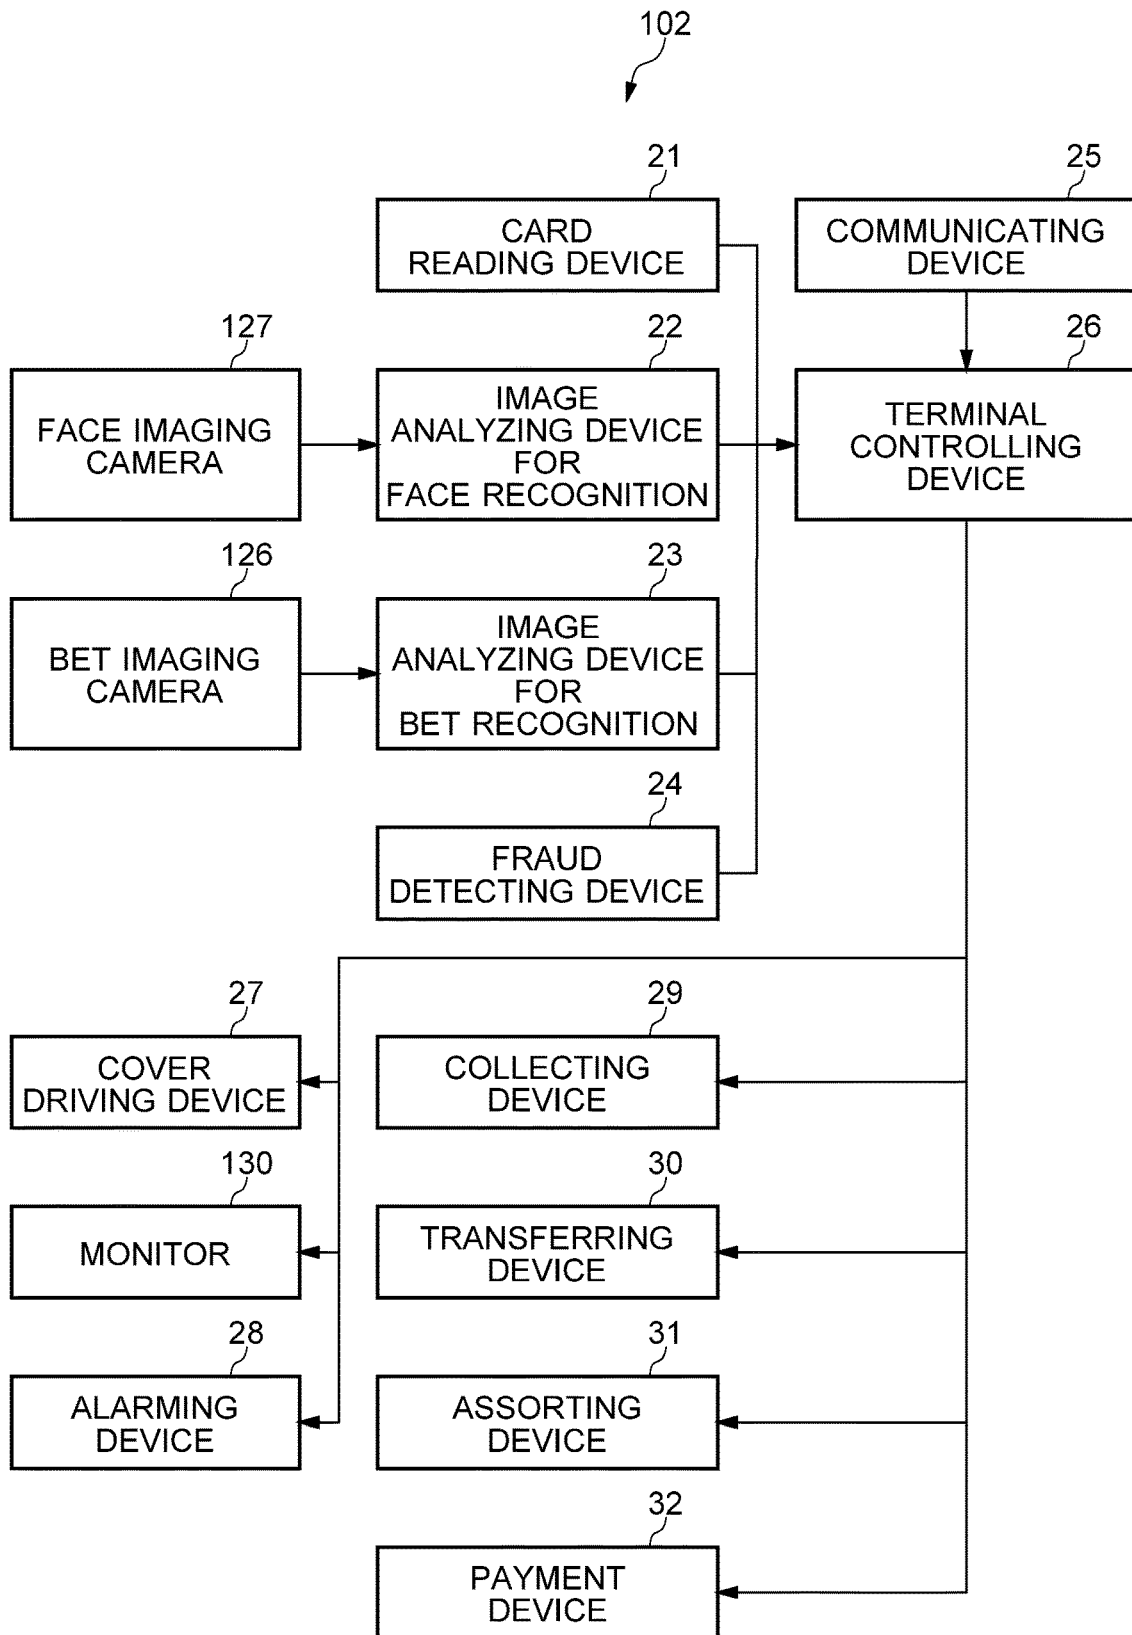 102
21
25
CARD
READING DEVICE
COMMUNICATING
DEVICE
127
22
26
FACE IMAGING
CAMERA
IMAGE
ANALYZING DEVICE
FOR
FACE RECOGNITION
TERMINAL
CONTROLLING
DEVICE
126
23
BET IMAGING
CAMERA
IMAGE
ANALYZING DEVICE
FOR
BET RECOGNITION
24
FRAUD
DETECTING DEVICE
27
29
COVER
DRIVING DEVICE
COLLECTING
DEVICE
130
30
MONITOR
TRANSFERRING
DEVICE
28
31
ALARMING
DEVICE
ASSORTING
DEVICE
32
PAYMENT
DEVICE